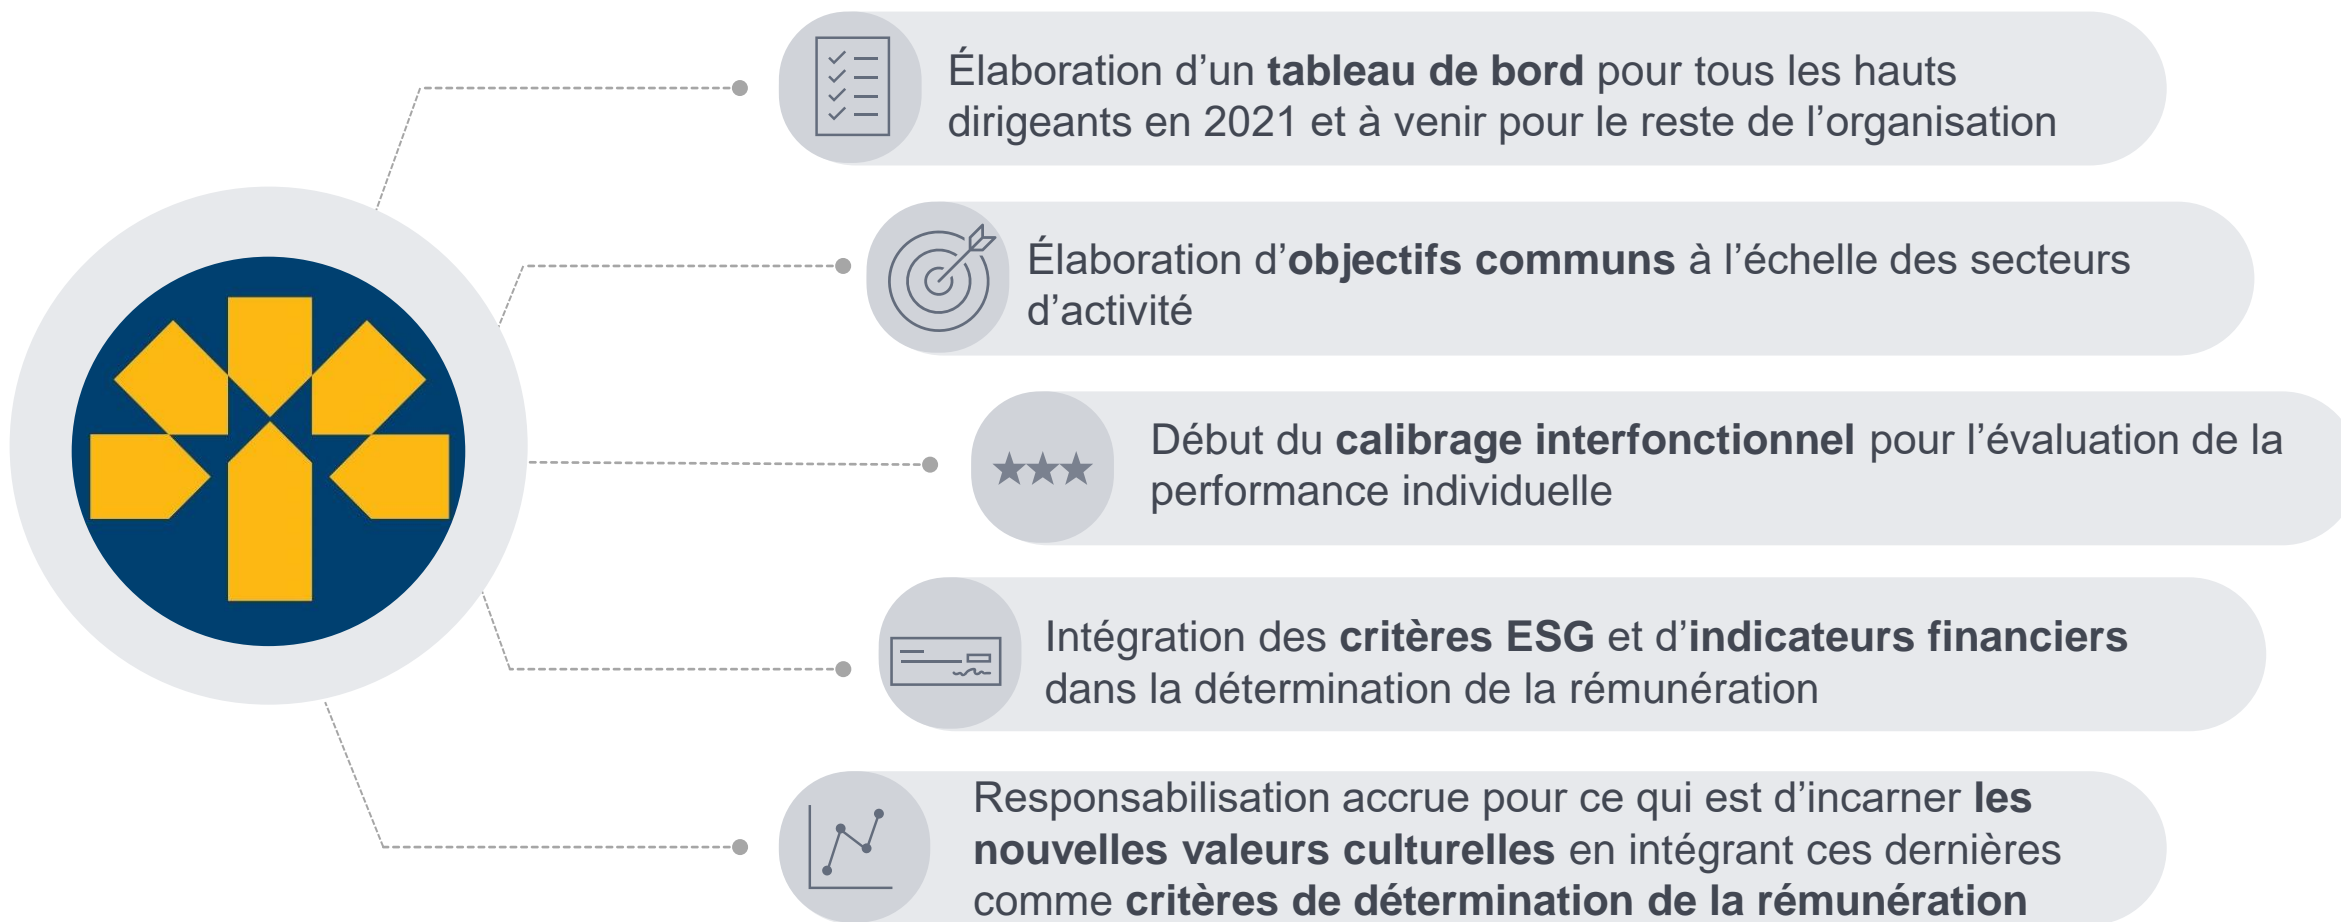 Élaboration d’un tableau de bord pour tous les hauts
dirigeants en 2021 et à venir pour le reste de l’organisation
Élaboration d’objectifs communs à l’échelle des secteurs
d’activité
Début du calibrage interfonctionnel pour l’évaluation de la
performance individuelle
Intégration des critères ESG et d’indicateurs financiers
dans la détermination de la rémunération
Responsabilisation accrue pour ce qui est d’incarner les
nouvelles valeurs culturelles en intégrant ces dernières
comme critères de détermination de la rémunération